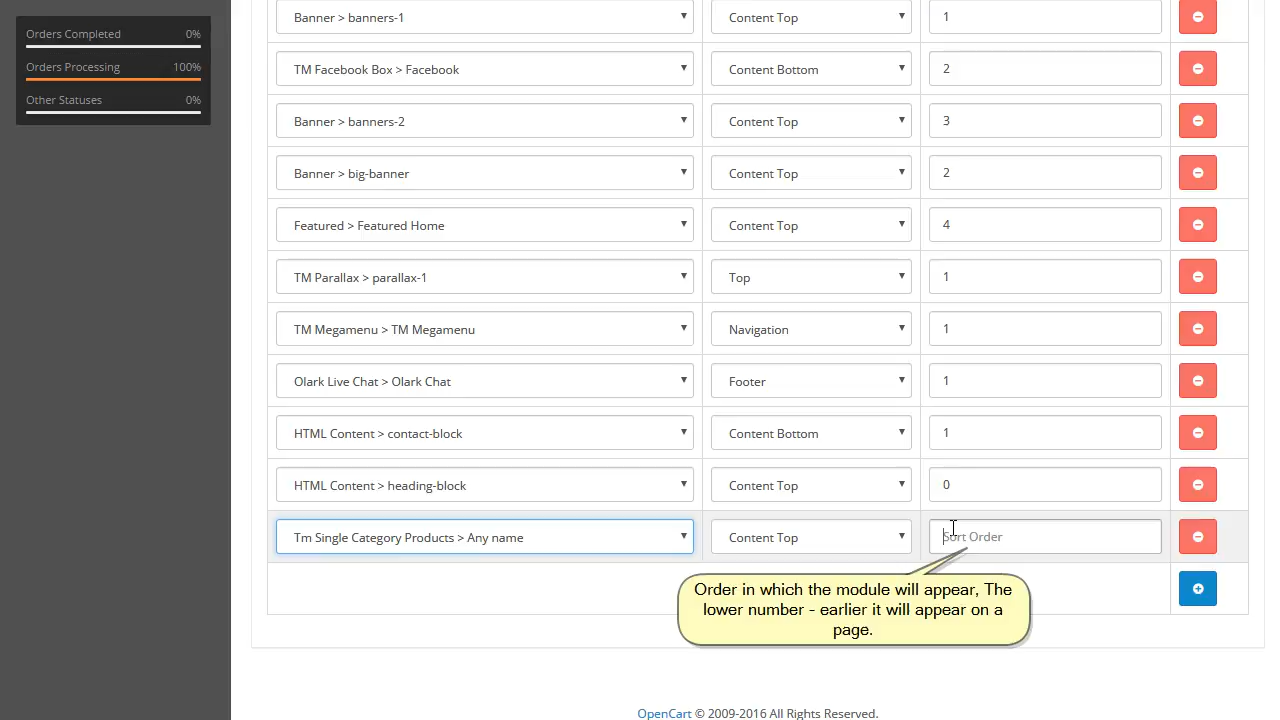 Orders Completed 0%
Orders Processing 100%
Other Statuses 0%
Banner > banners-1 Content Top 1
TM Facebook Box > Facebook Content Bottom 2
Banner > banners-2 Content Top 3
Banner > big-banner Content Top 2
Featured > Featured Home Content Top 4
TM Parallax > parallax-1 Top 1
TM Megamenu > TM Megamenu Navigation 1
Olark Live Chat > Olark Chat Footer 1
HTML Content > contact-block Content Bottom 1
HTML Content > heading-block Content Top 0
Tm Single Category Products > Any name Content Top Sort Order
Order in which the module will appear, The
lower number - earlier it will appear on a
page.
OpenCart © 2009-2016 All Rights Reserved.